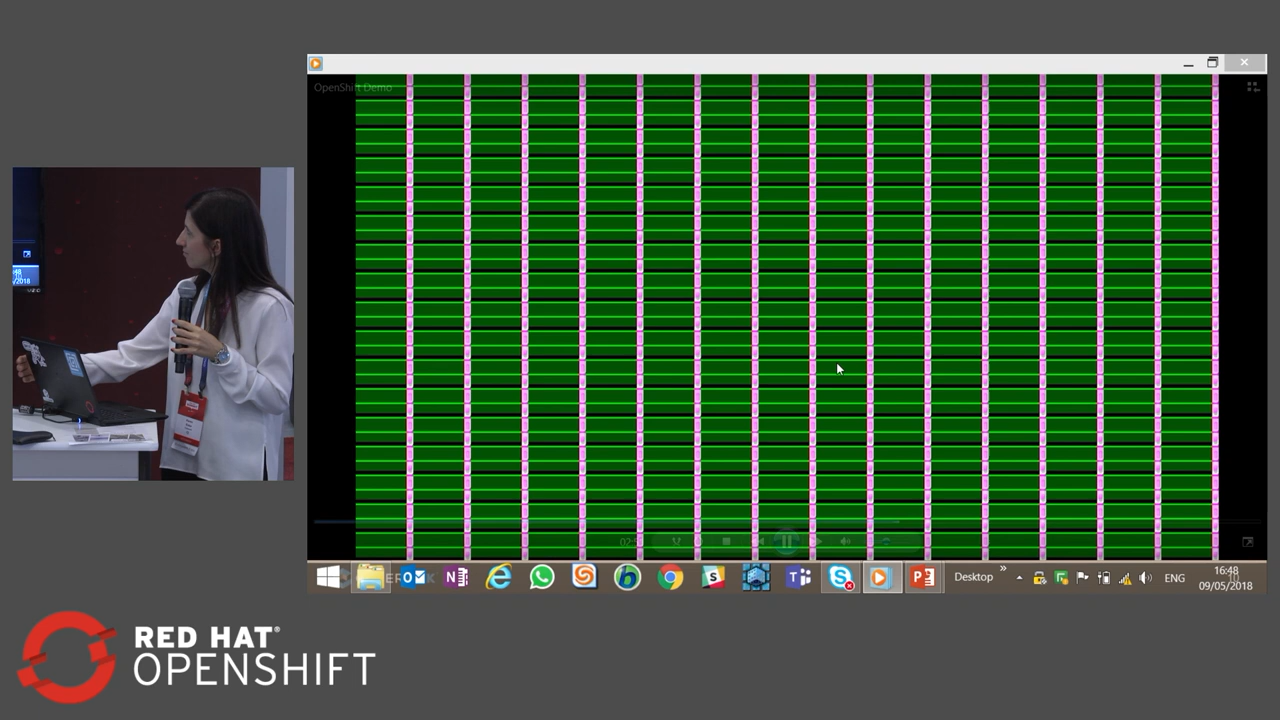 OpenShift Demo
Desktop
ENG
16:48
09/05/2018
RED HAT®
OPENSHIFT